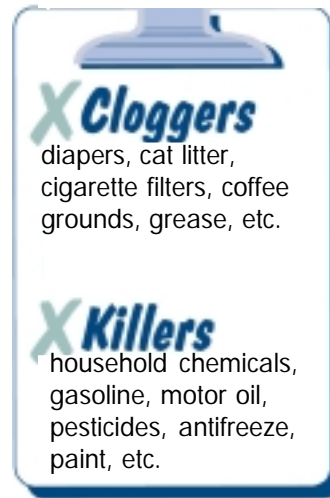 X Cloggers
diapers, cat litter,
cigarette filters, coffee
grounds, grease, etc.
X Killers
household chemicals,
gasoline, motor oil,
pesticides, antifreeze,
paint, etc.